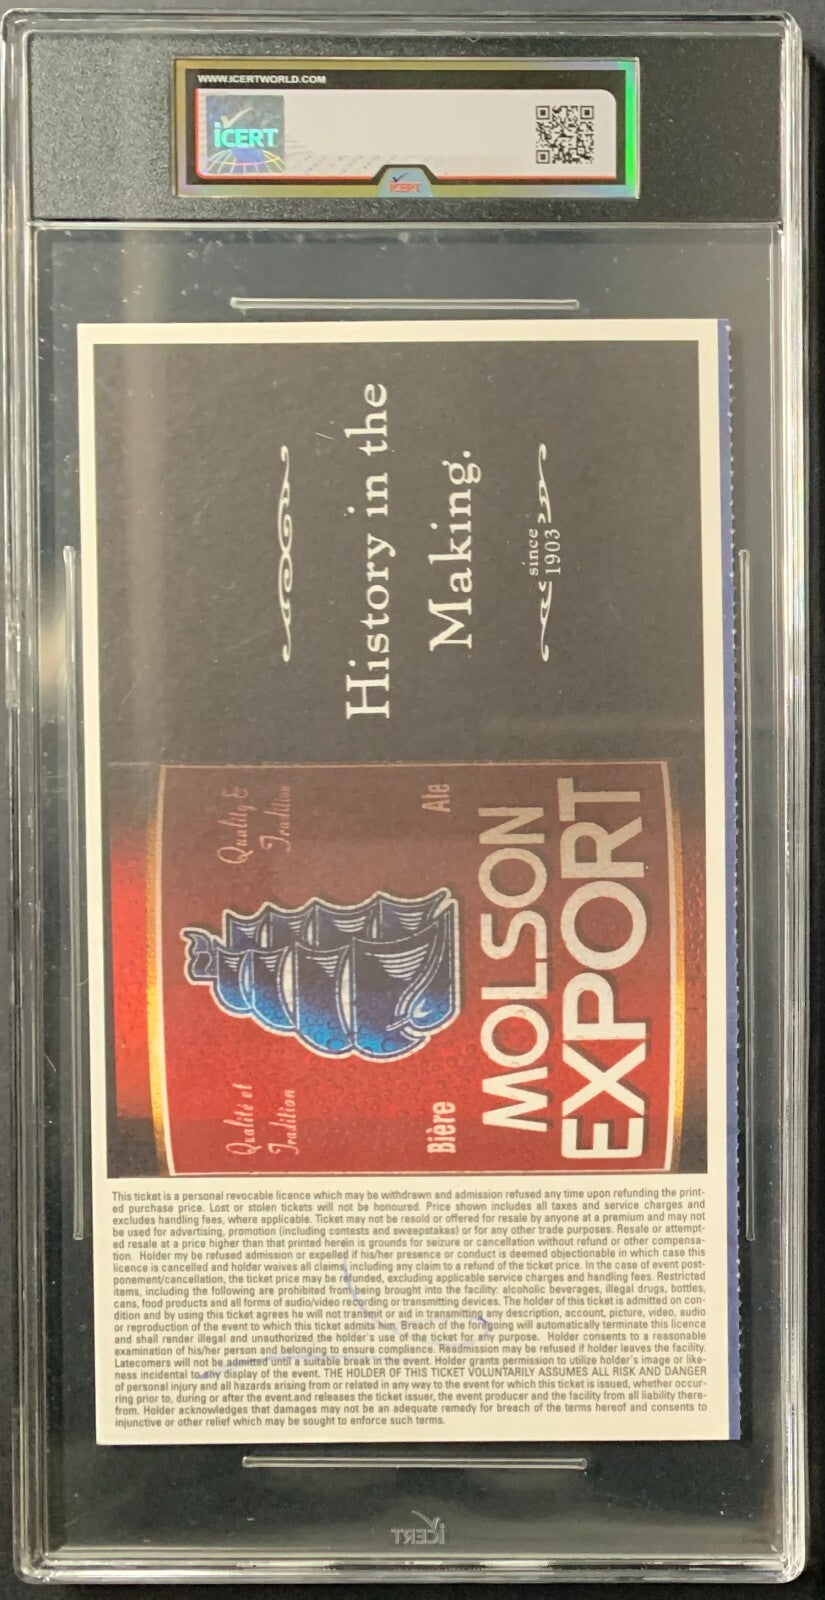 WWW.ICERTWORLD.COM
iCERT
iCERT
History in the
Making.
since
1903
Quality &
Tradition
Ale
Qualité et
Tradition
Bière
MOLSON
EXPORT
This ticket is a personal revocable licence which may be withdrawn and admission refused any time upon refunding the print-
ed purchase price. Lost or stolen tickets will not be honoured. Price shown includes all taxes and service charges and
excludes handling fees, where applicable. Ticket may not be resold or offered for resale by anyone at a premium and may not
be used for advertising, promotion (including contests and sweepstakes) or for any other trade purposes. Resale or attempt-
ed resale at a price higher than that printed herein is grounds for seizure or cancellation without refund or other compensa-
tion. Holder my be refused admission or expelled if his/her presence or conduct is deemed objectionable in which case this
licence is cancelled and holder waives all claims, including any claim to a refund of the ticket price. In the case of event post-
ponement/cancellation, the ticket price may be refunded, excluding applicable service charges and handling fees. Restricted
items, including the following are prohibited from being brought into the facility: alcoholic beverages, illegal drugs, bottles,
cans, food products and all forms of audio/video recording or transmitting devices. The holder of this ticket is admitted on con-
dition and by using this ticket agrees he will not transmit or aid in transmitting any description, account, picture, video, audio
or reproduction of the event to which this ticket admits him. Breach of the foregoing will automatically terminate this licence
and shall render illegal and unauthorized the holder's use of the ticket for any purpose. Holder consents to a reasonable
examination of his/her person and belonging to ensure compliance. Readmission may be refused if holder leaves the facility.
Latecomers will not be admitted until a suitable break in the event. Holder grants permission to utilize holder's image or like-
ness incidental to any display of the event. THE HOLDER OF THIS TICKET VOLUNTARILY ASSUMES ALL RISK AND DANGER
of personal injury and all hazards arising from or related in any way to the event for which this ticket is issued, whether occur-
ring prior to, during or after the event.and releases the ticket issuer, the event producer and the facility from all liability there-
from. Holder acknowledges that damages may not be an adequate remedy for breach of the terms hereof and consents to
injunctive or other relief which may be sought to enforce such terms.
iCERT